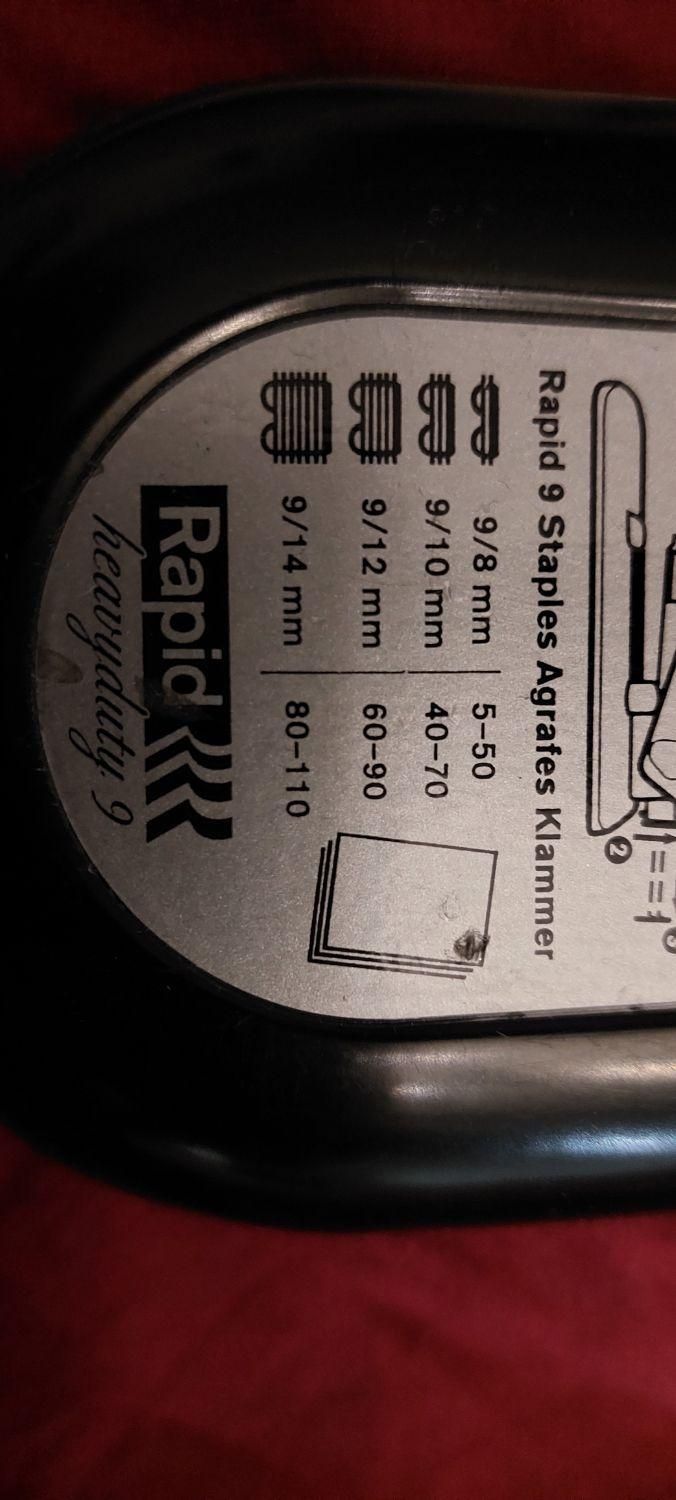 ❷
Rapid 9 Staples Agrafes Klammer
9/8 mm 5-50
9/10 mm 40-70
9/12 mm 60-90
9/14 mm 80-110
Rapid
heavyduty 9